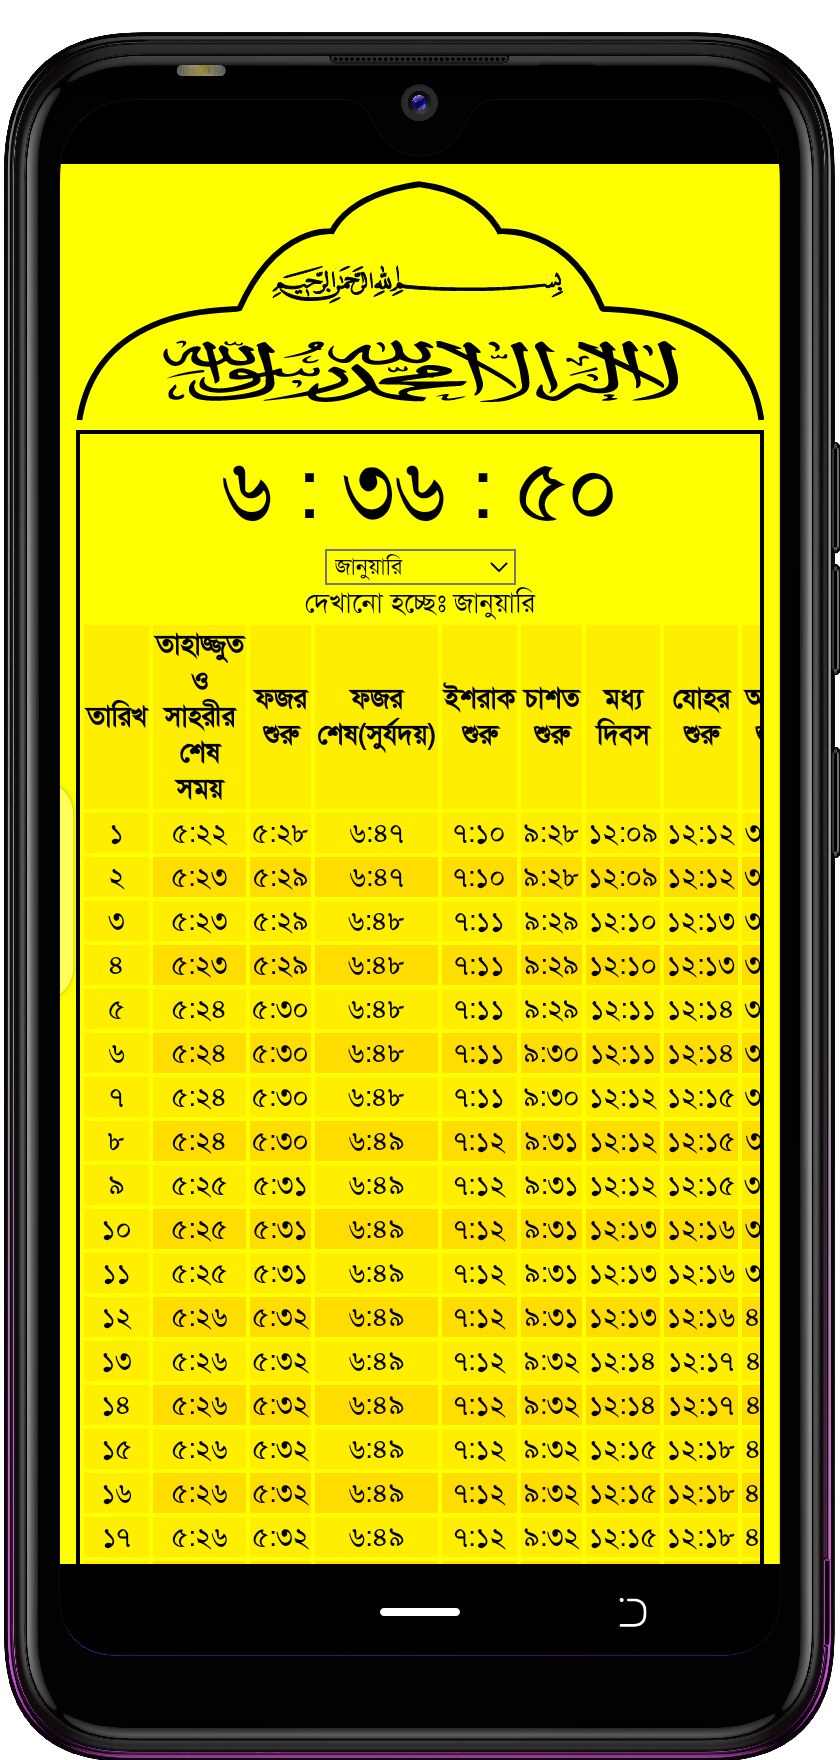 بسم الله الرحمن الرحيم
لا اله الا الله محمد رسول الله
৬ : ৩৬ : ৫০
জানুয়ারি
দেখানো হচ্ছেঃ জানুয়ারি
তারিখ তাহাজ্জুত ও সাহরীর শেষ সময় ফজর শুরু ফজর শেষ(সুর্যদয়) ইশরাক শুরু চাশত শুরু মধ্য দিবস যোহর শুরু
১ ৫:২২ ৫:২৮ ৬:৪৭ ৭:১০ ৯:২৮ ১২:০৯ ১২:১২ ৩
২ ৫:২৩ ৫:২৯ ৬:৪৭ ৭:১০ ৯:২৮ ১২:০৯ ১২:১২ ৩
৩ ৫:২৩ ৫:২৯ ৬:৪৮ ৭:১১ ৯:২৯ ১২:১০ ১২:১৩ ৩
৪ ৫:২৩ ৫:২৯ ৬:৪৮ ৭:১১ ৯:২৯ ১২:১০ ১২:১৩ ৩
৫ ৫:২৪ ৫:৩০ ৬:৪৮ ৭:১১ ৯:২৯ ১২:১১ ১২:১৪ ৩
৬ ৫:২৪ ৫:৩০ ৬:৪৮ ৭:১১ ৯:৩০ ১২:১১ ১২:১৪ ৩
৭ ৫:২৪ ৫:৩০ ৬:৪৮ ৭:১১ ৯:৩০ ১২:১২ ১২:১৫ ৩
৮ ৫:২৪ ৫:৩০ ৬:৪৯ ৭:১২ ৯:৩১ ১২:১২ ১২:১৫ ৩
৯ ৫:২৫ ৫:৩১ ৬:৪৯ ৭:১২ ৯:৩১ ১২:১২ ১২:১৫ ৩
১০ ৫:২৫ ৫:৩১ ৬:৪৯ ৭:১২ ৯:৩১ ১২:১৩ ১২:১৬ ৩
১১ ৫:২৫ ৫:৩১ ৬:৪৯ ৭:১২ ৯:৩১ ১২:১৩ ১২:১৬ ৩
১২ ৫:২৬ ৫:৩২ ৬:৪৯ ৭:১২ ৯:৩১ ১২:১৩ ১২:১৬ ৪
১৩ ৫:২৬ ৫:৩২ ৬:৪৯ ৭:১২ ৯:৩২ ১২:১৪ ১২:১৭ ৪
১৪ ৫:২৬ ৫:৩২ ৬:৪৯ ৭:১২ ৯:৩২ ১২:১৪ ১২:১৭ ৪
১৫ ৫:২৬ ৫:৩২ ৬:৪৯ ৭:১২ ৯:৩২ ১২:১৫ ১২:১৮ ৪
১৬ ৫:২৬ ৫:৩২ ৬:৪৯ ৭:১২ ৯:৩২ ১২:১৫ ১২:১৮ ৪
১৭ ৫:২৬ ৫:৩২ ৬:৪৯ ৭:১২ ৯:৩২ ১২:১৫ ১২:১৮ ৪